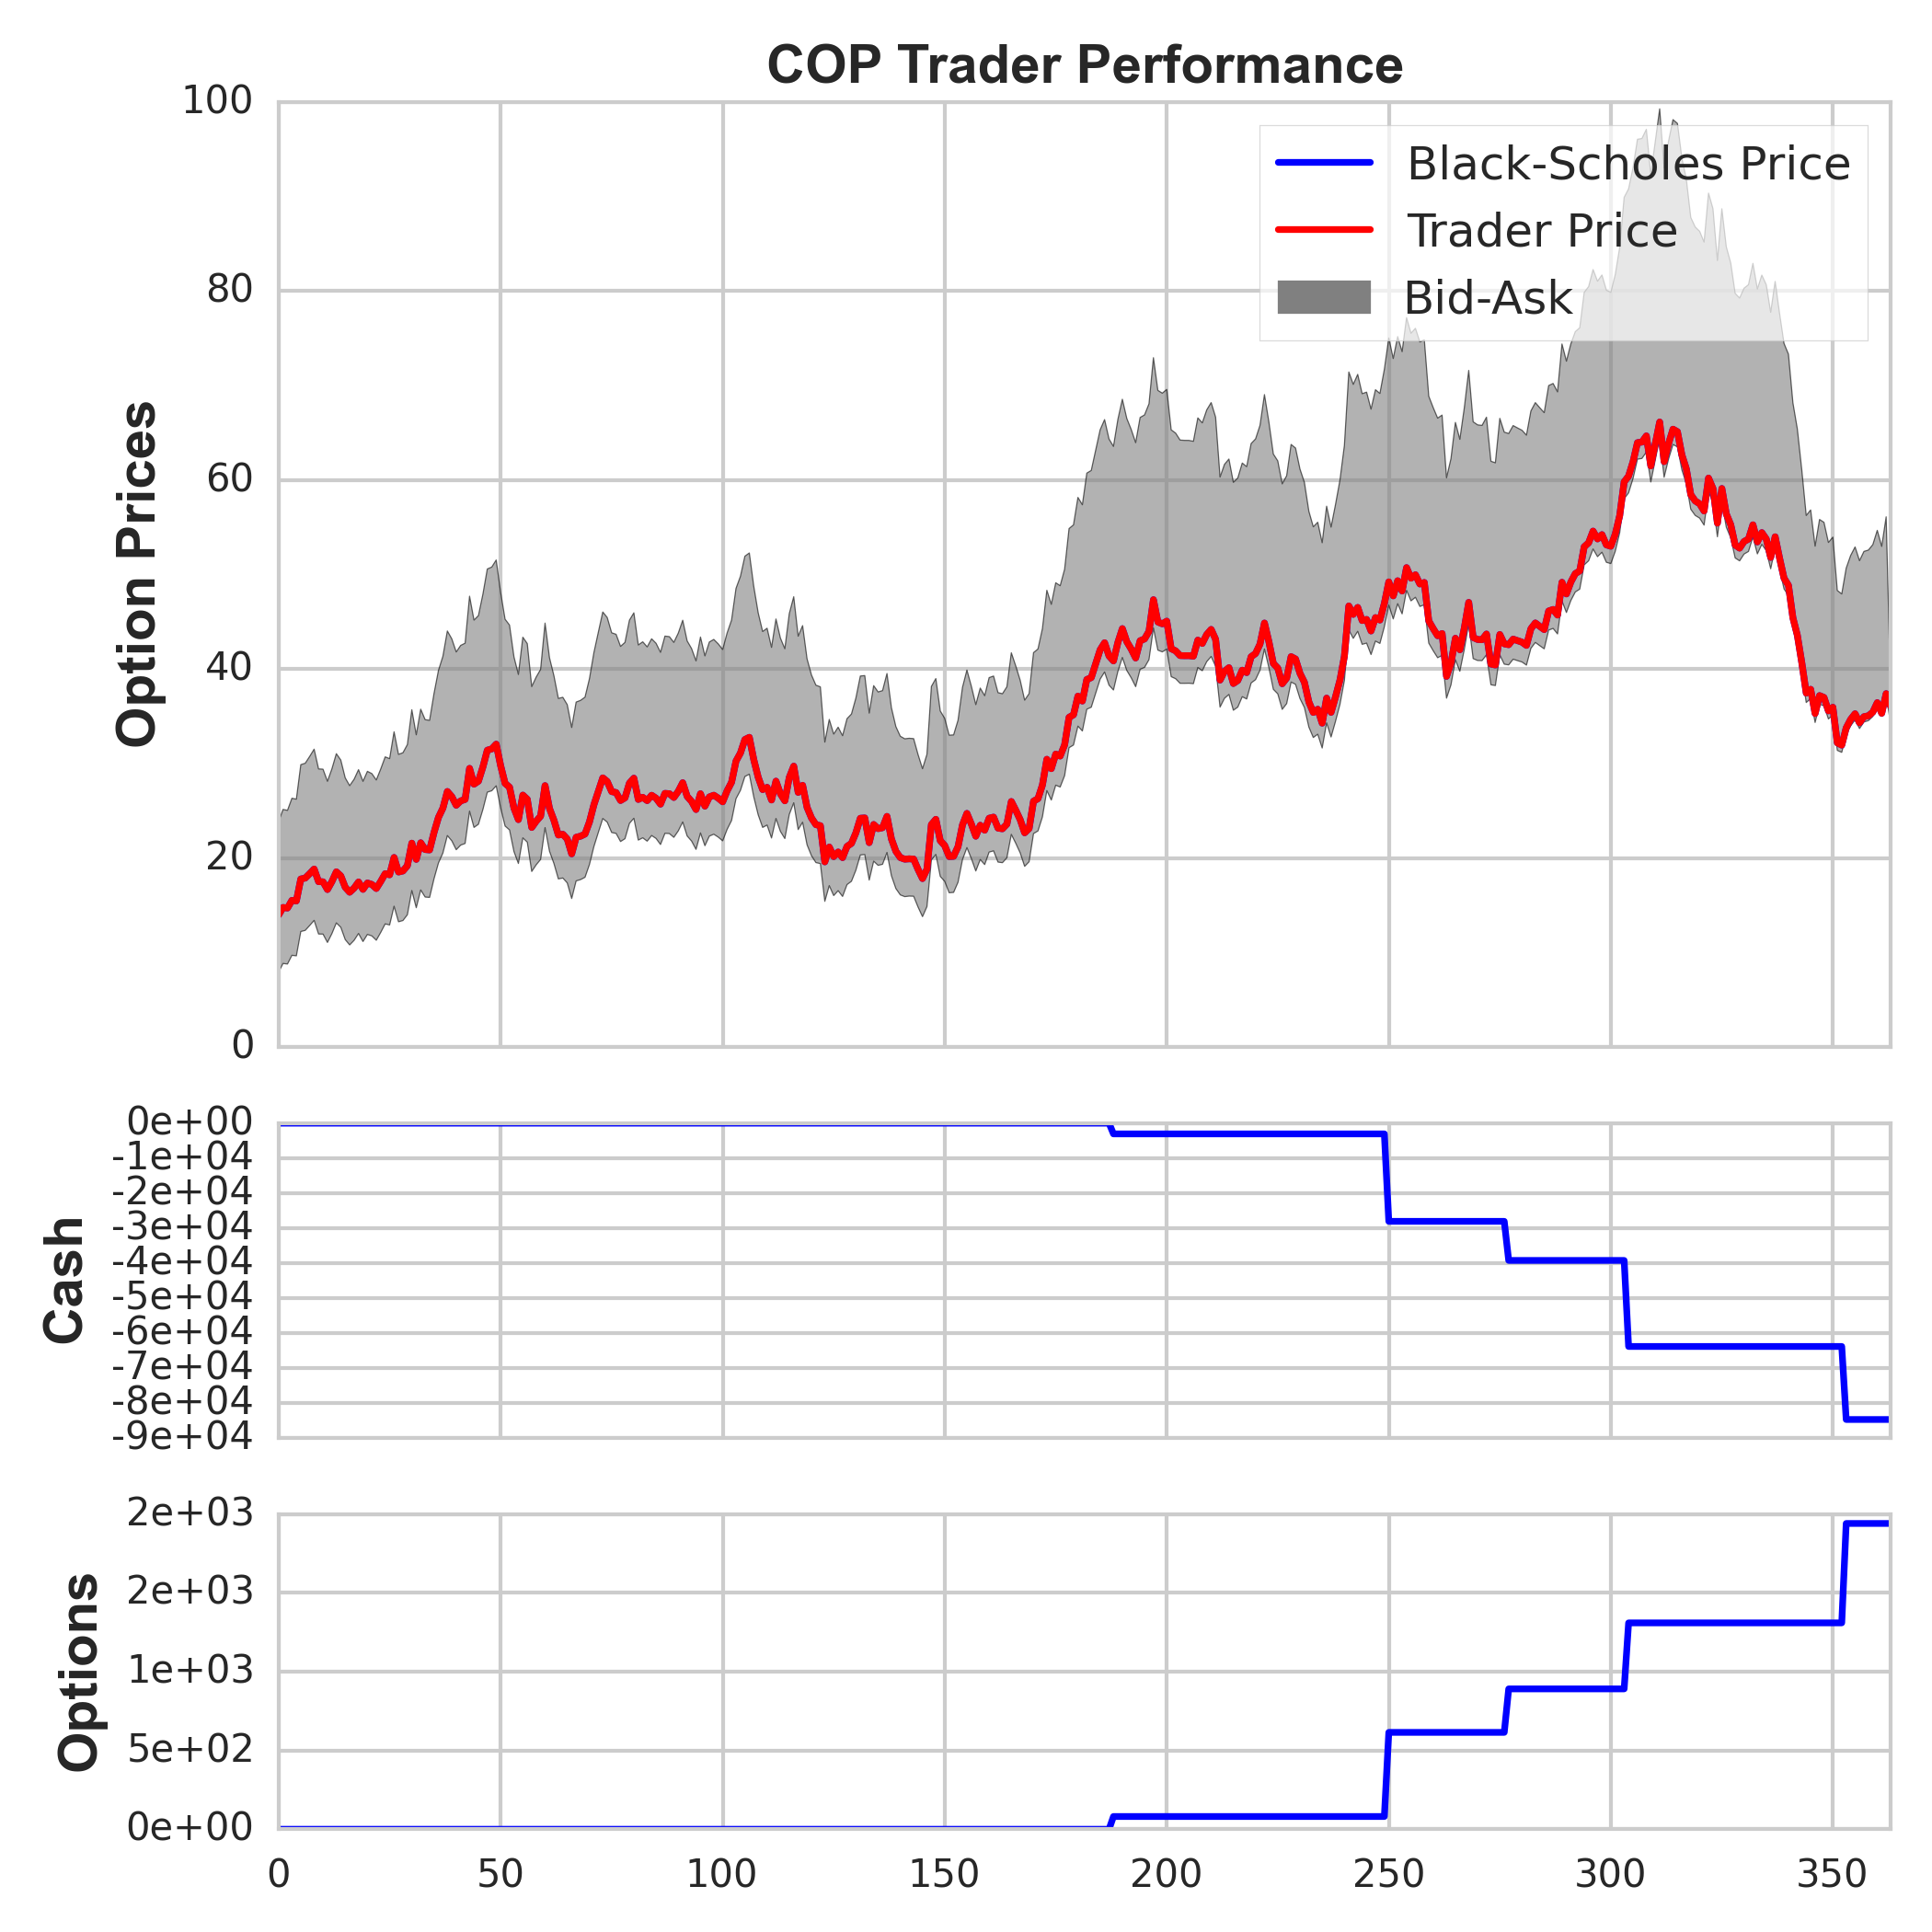 COP Trader Performance
100
80
60
40
20
0
Option Prices
Black-Scholes Price
Trader Price
Bid-Ask
0e+00
-1e+04
-2e+04
-3e+04
-4e+04
-5e+04
-6e+04
-7e+04
-8e+04
-9e+04
Cash
2e+03
2e+03
1e+03
5e+02
0e+00
Options
0 50 100 150 200 250 300 350